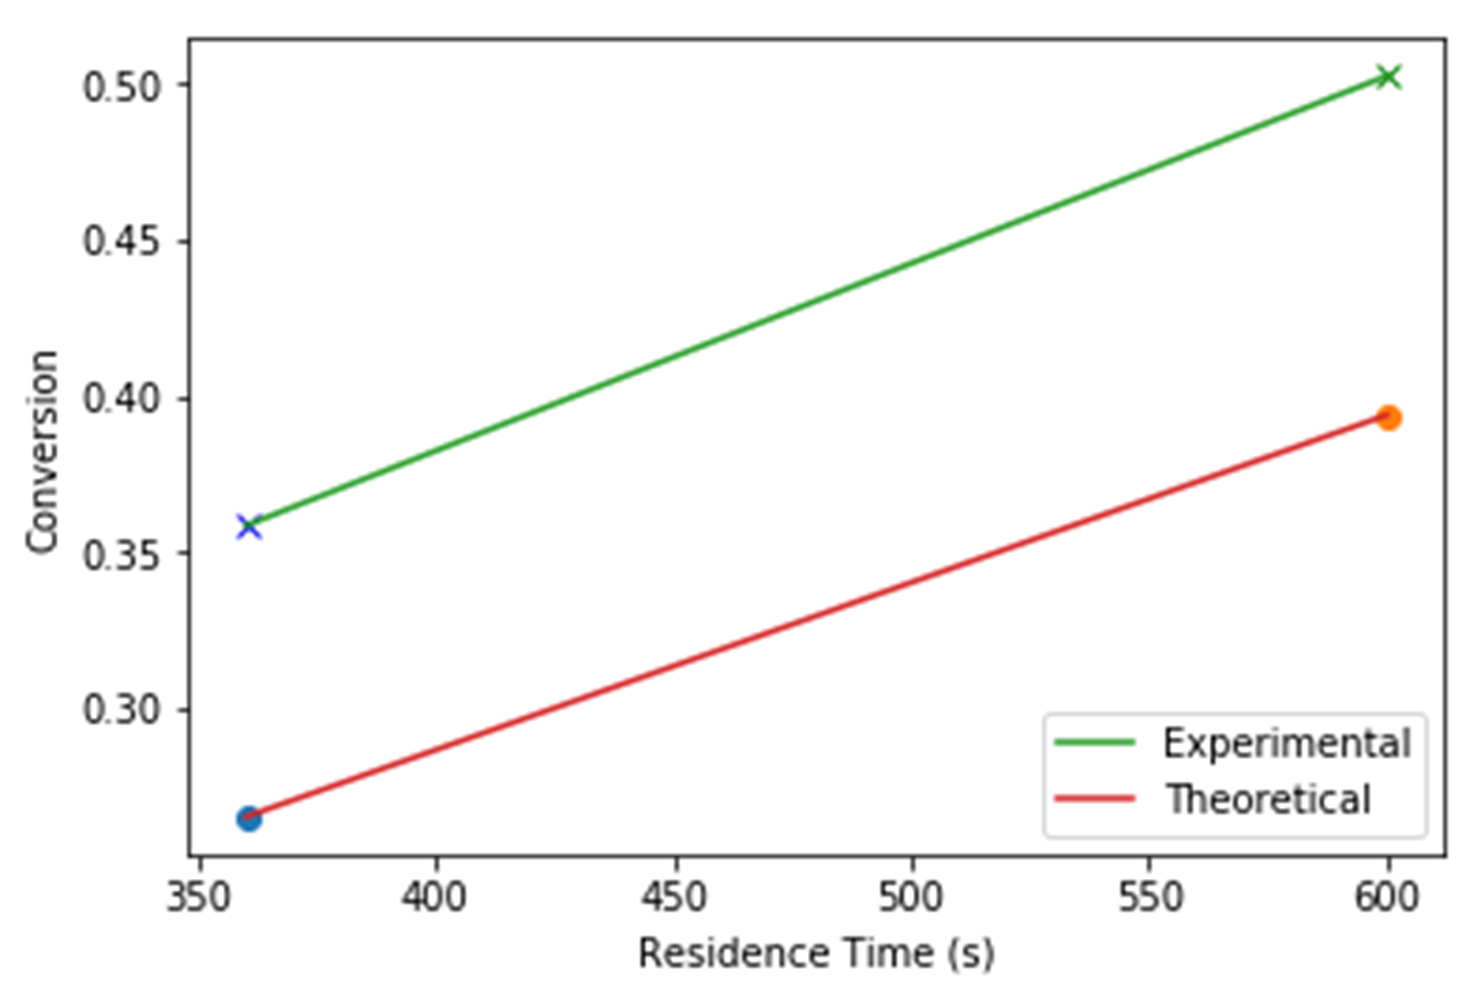 0.50
0.45
0.40
0.35
0.30
Conversion
350 400 450 500 550 600
Residence Time (s)
Experimental
Theoretical